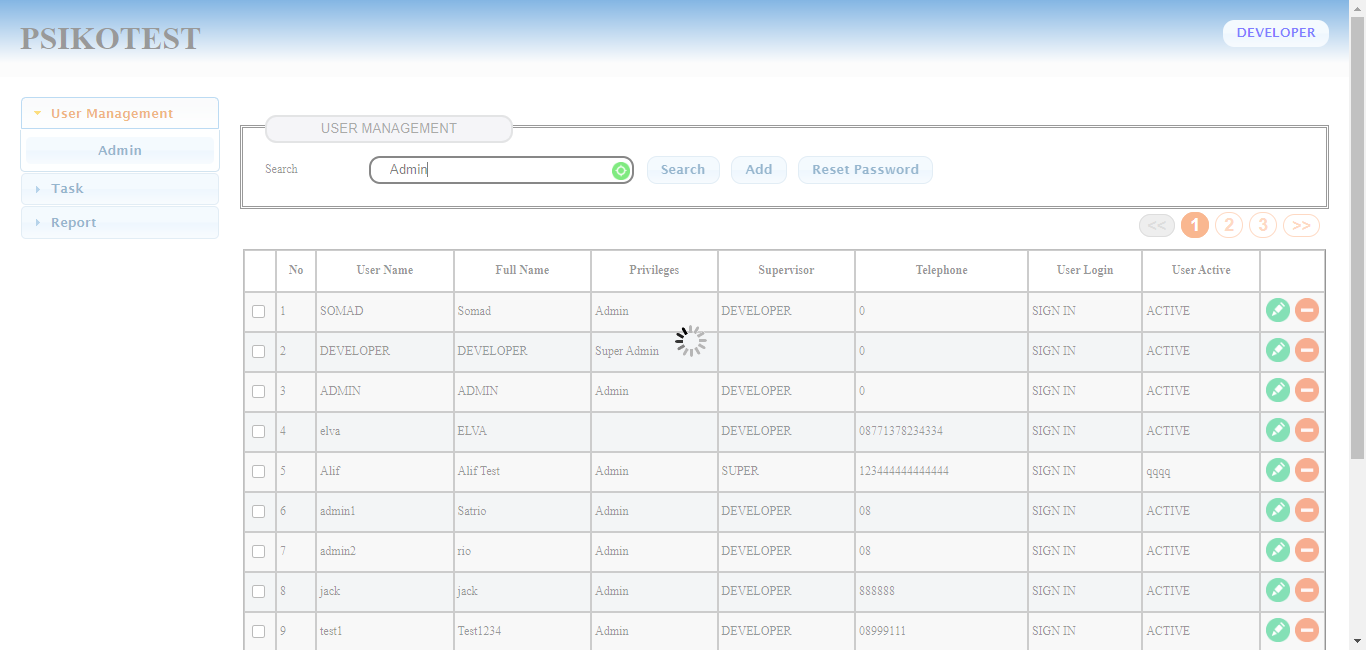 PSIKOTEST
DEVELOPER
User Management
Admin
Task
Report
USER MANAGEMENT
Search Admin Search Add Reset Password
<< 1 2 3 >>
No User Name Full Name Privileges Supervisor Telephone User Login User Active
1 SOMAD Somad Admin DEVELOPER 0 SIGN IN ACTIVE
2 DEVELOPER DEVELOPER Super Admin 0 SIGN IN ACTIVE
3 ADMIN ADMIN Admin DEVELOPER 0 SIGN IN ACTIVE
4 elva ELVA DEVELOPER 08771378234334 SIGN IN ACTIVE
5 Alif Alif Test Admin SUPER 123444444444444 SIGN IN qqqq
6 admin1 Satrio Admin DEVELOPER 08 SIGN IN ACTIVE
7 admin2 rio Admin DEVELOPER 08 SIGN IN ACTIVE
8 jack jack Admin DEVELOPER 888888 SIGN IN ACTIVE
9 test1 Test1234 Admin DEVELOPER 08999111 SIGN IN ACTIVE